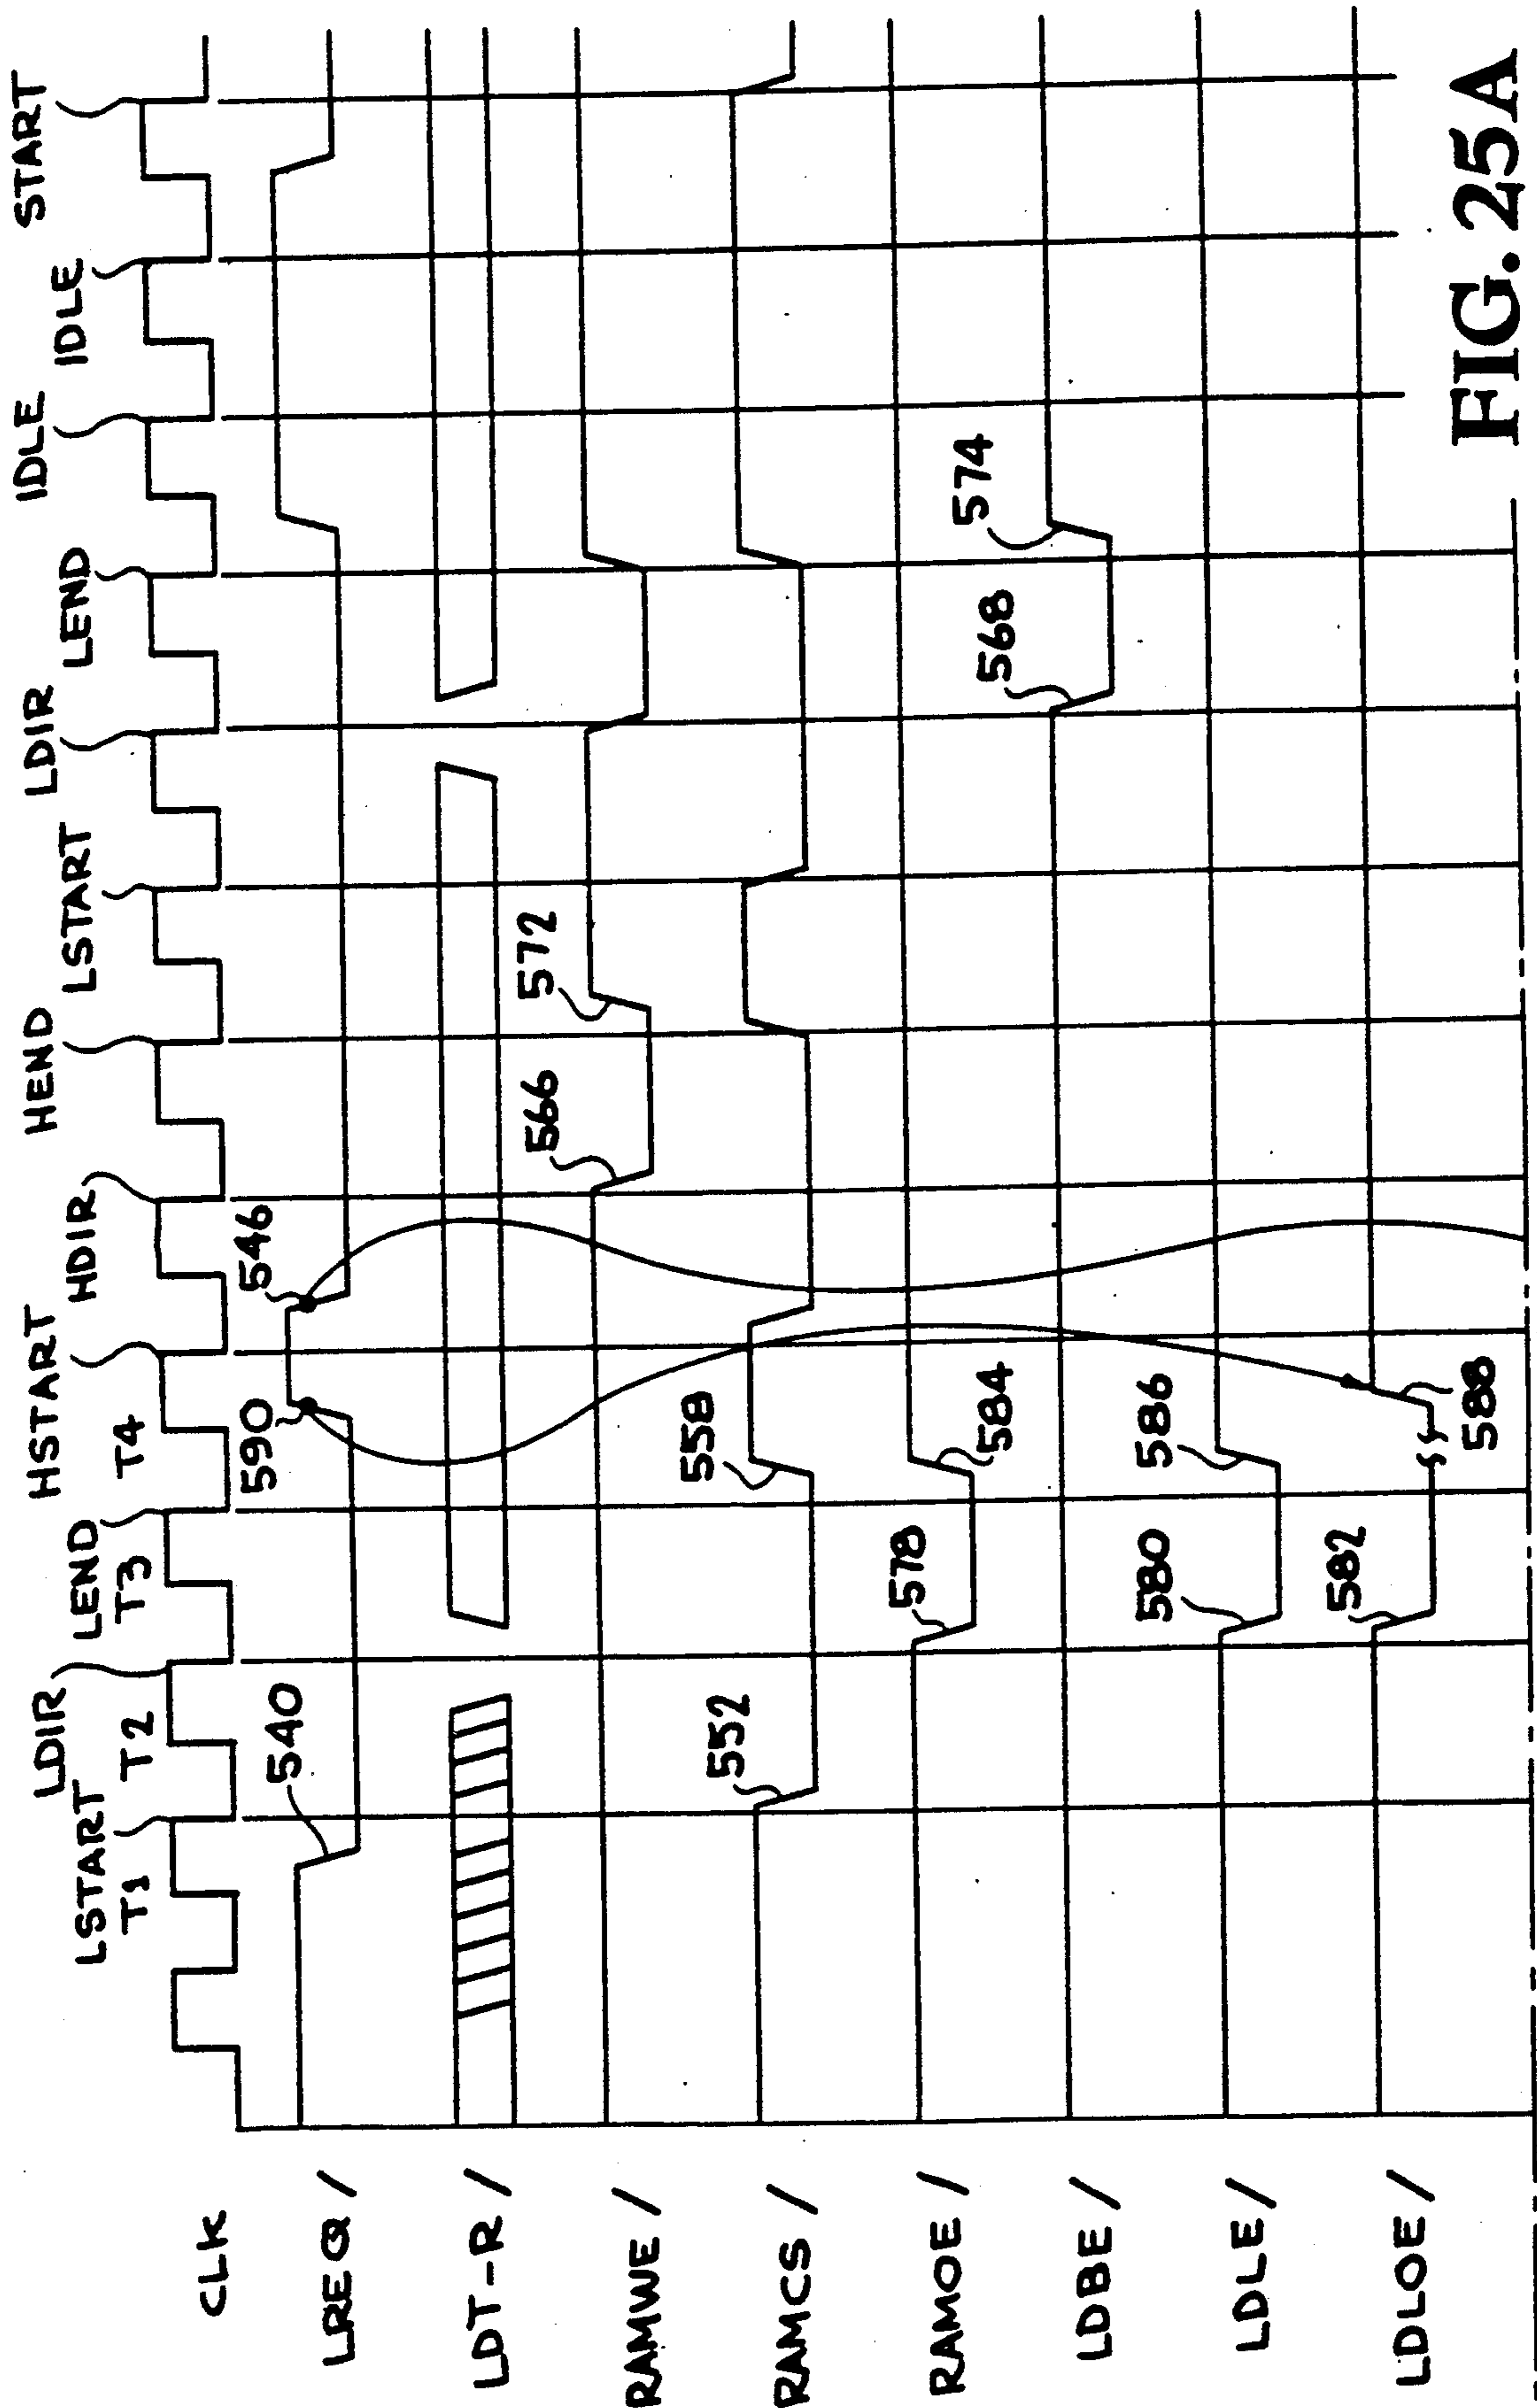 LSTART LDIR LEND HSTART HDIR HEND LSTART LDIR LEND IDLE IDLE START
T1 T2 T3 T4
CLK
LREQ / 540 590 546
LDT-R /
RAMWE / 566 572
RAMCS / 552 558
RAMOE / 578 584
LDBE / 568 574
LDLE / 580 586
LDLOE / 582 588
FIG. 25A